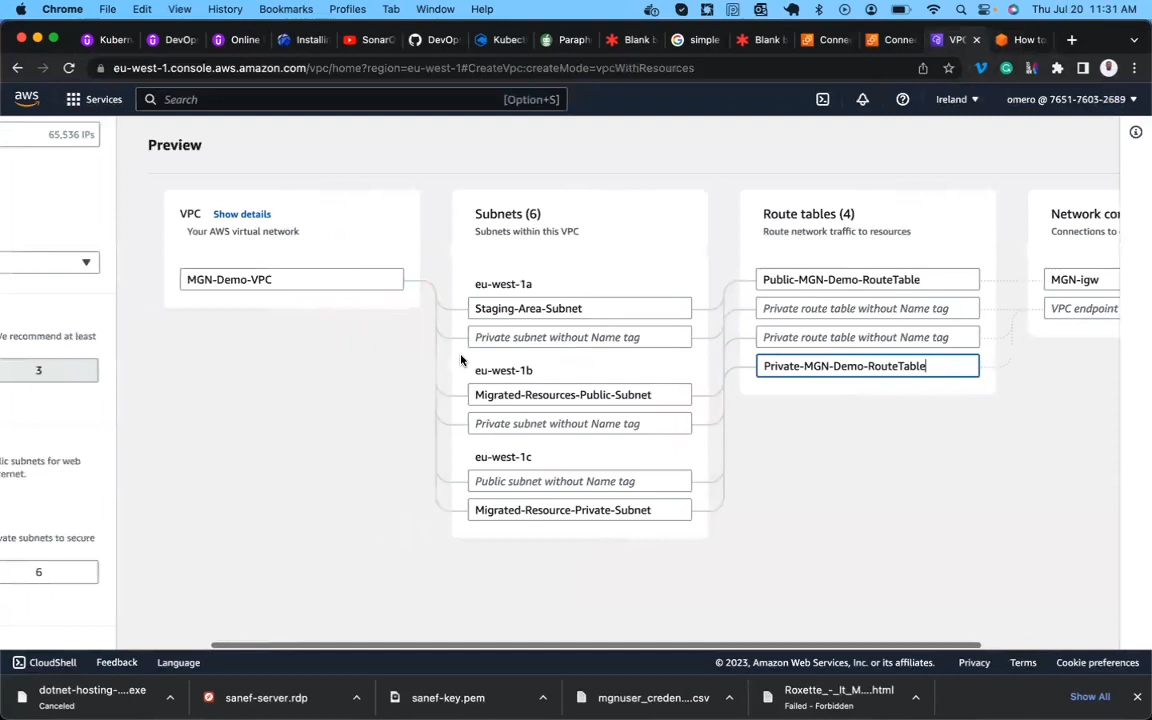 Chrome File Edit View History Bookmarks Profiles Tab Window Help Thu Jul 20 11:31 AM
Kubern DevOp Online Installin SonarQ DevOp Kubect Paraph Blank b simple Blank b Conne Conne VPC How to
eu-west-1.console.aws.amazon.com/vpc/home?region=eu-west-1#CreateVpc:createMode=vpcWithResources
aws Services Search [Option+S] Ireland omero @ 7651-7603-2689
65,536 IPs
Preview
VPC Show details
Your AWS virtual network
MGN-Demo-VPC
Subnets (6)
Subnets within this VPC
eu-west-1a
Staging-Area-Subnet
Private subnet without Name tag
eu-west-1b
Migrated-Resources-Public-Subnet
Private subnet without Name tag
eu-west-1c
Public subnet without Name tag
Migrated-Resource-Private-Subnet
Route tables (4)
Route network traffic to resources
Public-MGN-Demo-RouteTable
Private route table without Name tag
Private route table without Name tag
Private-MGN-Demo-RouteTable
Network co
Connections to
MGN-igw
VPC endpoint
e recommend at least
3
lic subnets for web
ernet.
vate subnets to secure
6
CloudShell Feedback Language © 2023, Amazon Web Services, Inc. or its affiliates. Privacy Terms Cookie preferences
dotnet-hosting-....exe
Canceled
sanef-server.rdp
sanef-key.pem
mgnuser_creden....csv
Roxette_-_It_M....html
Failed - Forbidden
Show All